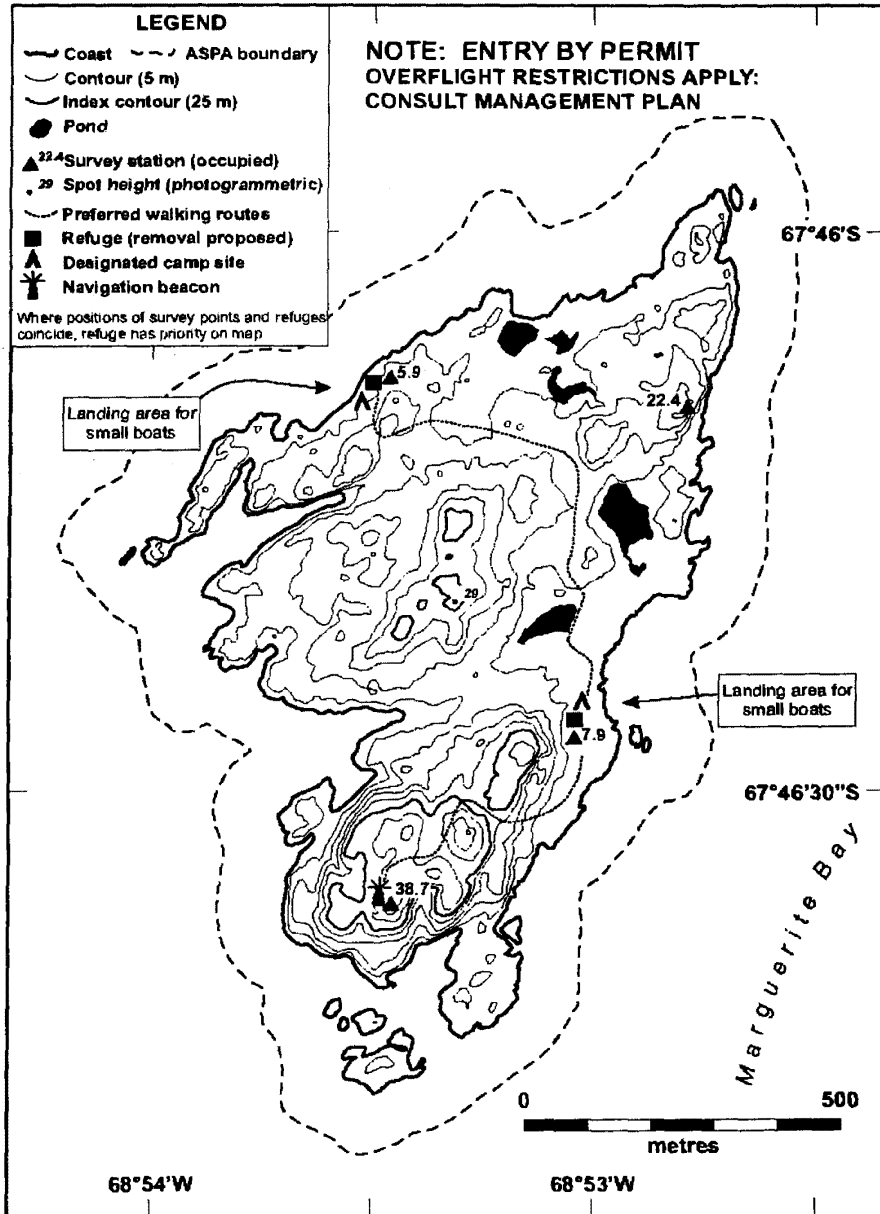 LEGEND
Coast ASPA boundary
Contour (5 m)
Index contour (25 m)
Pond
22.4 Survey station (occupied)
29 Spot height (photogrammetric)
Preferred walking routes
Refuge (removal proposed)
Designated camp site
Navigation beacon
Where positions of survey points and refuges
coincide, refuge has priority on map
NOTE: ENTRY BY PERMIT
OVERFLIGHT RESTRICTIONS APPLY:
CONSULT MANAGEMENT PLAN
67°46'S
5.9
22.4
Landing area for
small boats
29
Landing area for
small boats
7.9
67°46'30"S
38.7
Marguerite Bay
0 500
metres
68°54'W 68°53'W